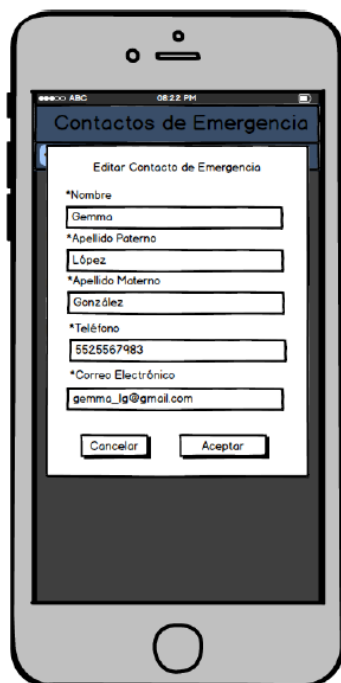 ABC 08:22 PM
Contactos de Emergencia
Editar Contacto de Emergencia
*Nombre
Gemma
*Apellido Paterno
López
*Apellido Materno
González
*Teléfono
5525567983
*Correo Electrónico
gemma_lg@gmail.com
Cancelar Aceptar